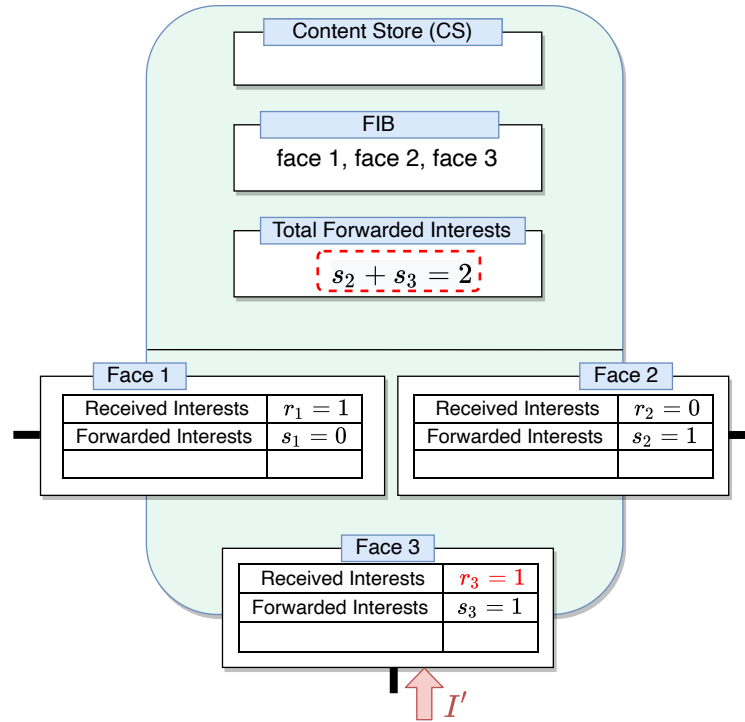 Content Store (CS)
FIB
face 1, face 2, face 3
Total Forwarded Interests
s₂ + s₃ = 2
Face 1
Received Interests r₁ = 1
Forwarded Interests s₁ = 0
Face 2
Received Interests r₂ = 0
Forwarded Interests s₂ = 1
Face 3
Received Interests r₃ = 1
Forwarded Interests s₃ = 1
I′